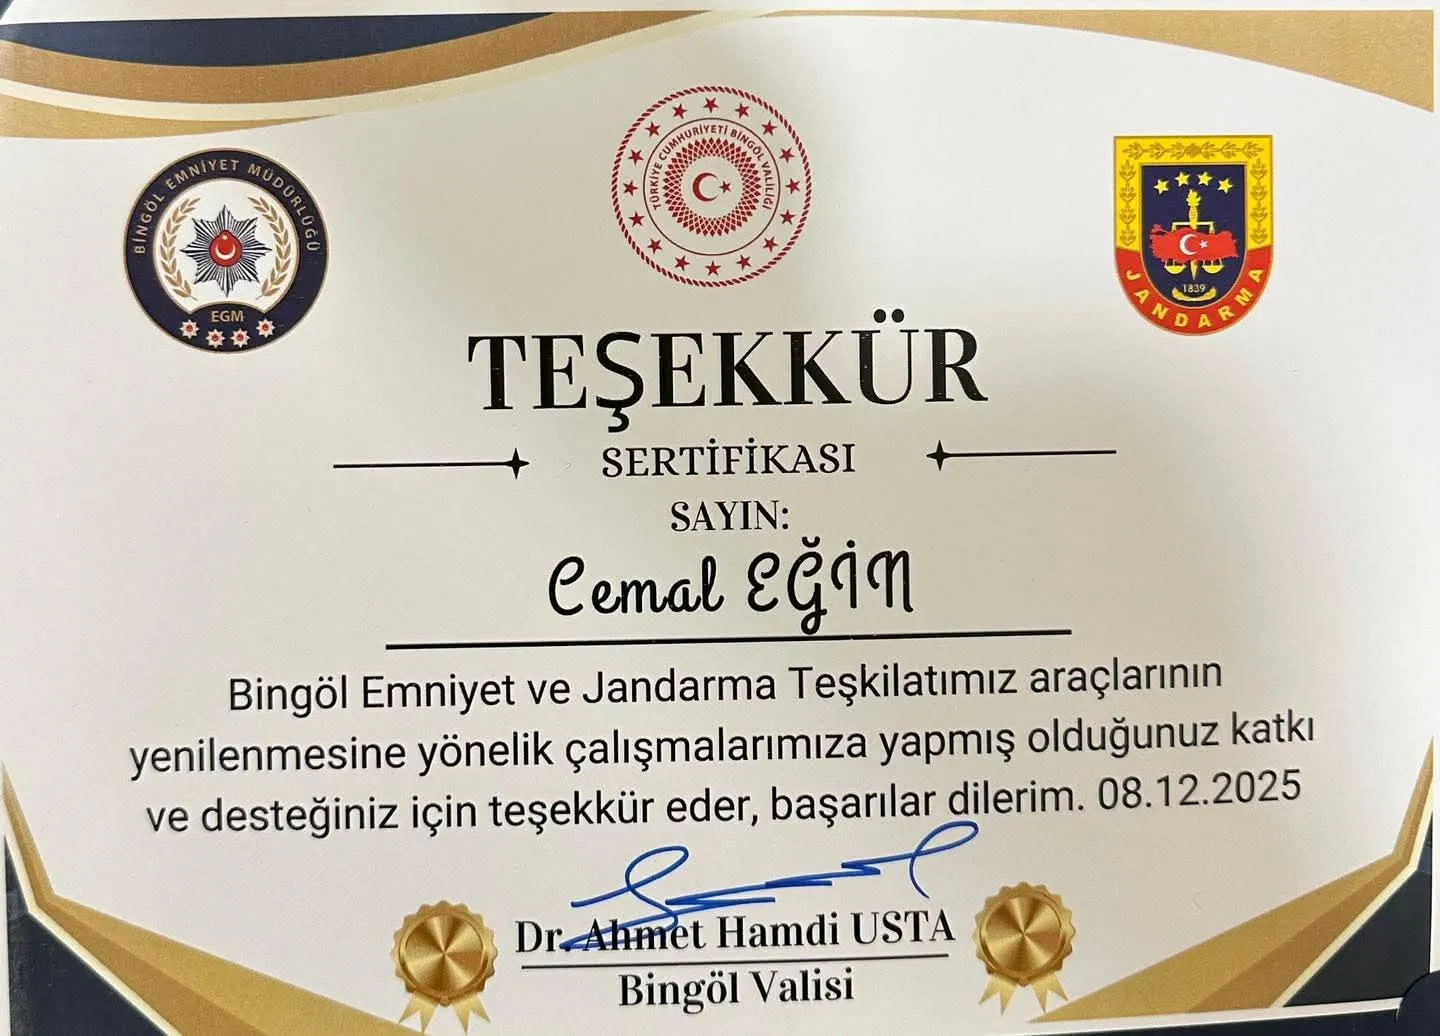 BİNGÖL EMNİYET MÜDÜRLÜĞÜ
EGM
TÜRKİYE CUMHURİYETİ BİNGÖL VALİLİĞİ
1839
JANDARMA
TEŞEKKÜR
SERTİFİKASI
SAYIN:
Cemal EĞİN
Bingöl Emniyet ve Jandarma Teşkilatımız araçlarının
yenilenmesine yönelik çalışmalarımıza yapmış olduğunuz katkı
ve desteğiniz için teşekkür eder, başarılar dilerim. 08.12.2025
Dr. Ahmet Hamdi USTA
Bingöl Valisi